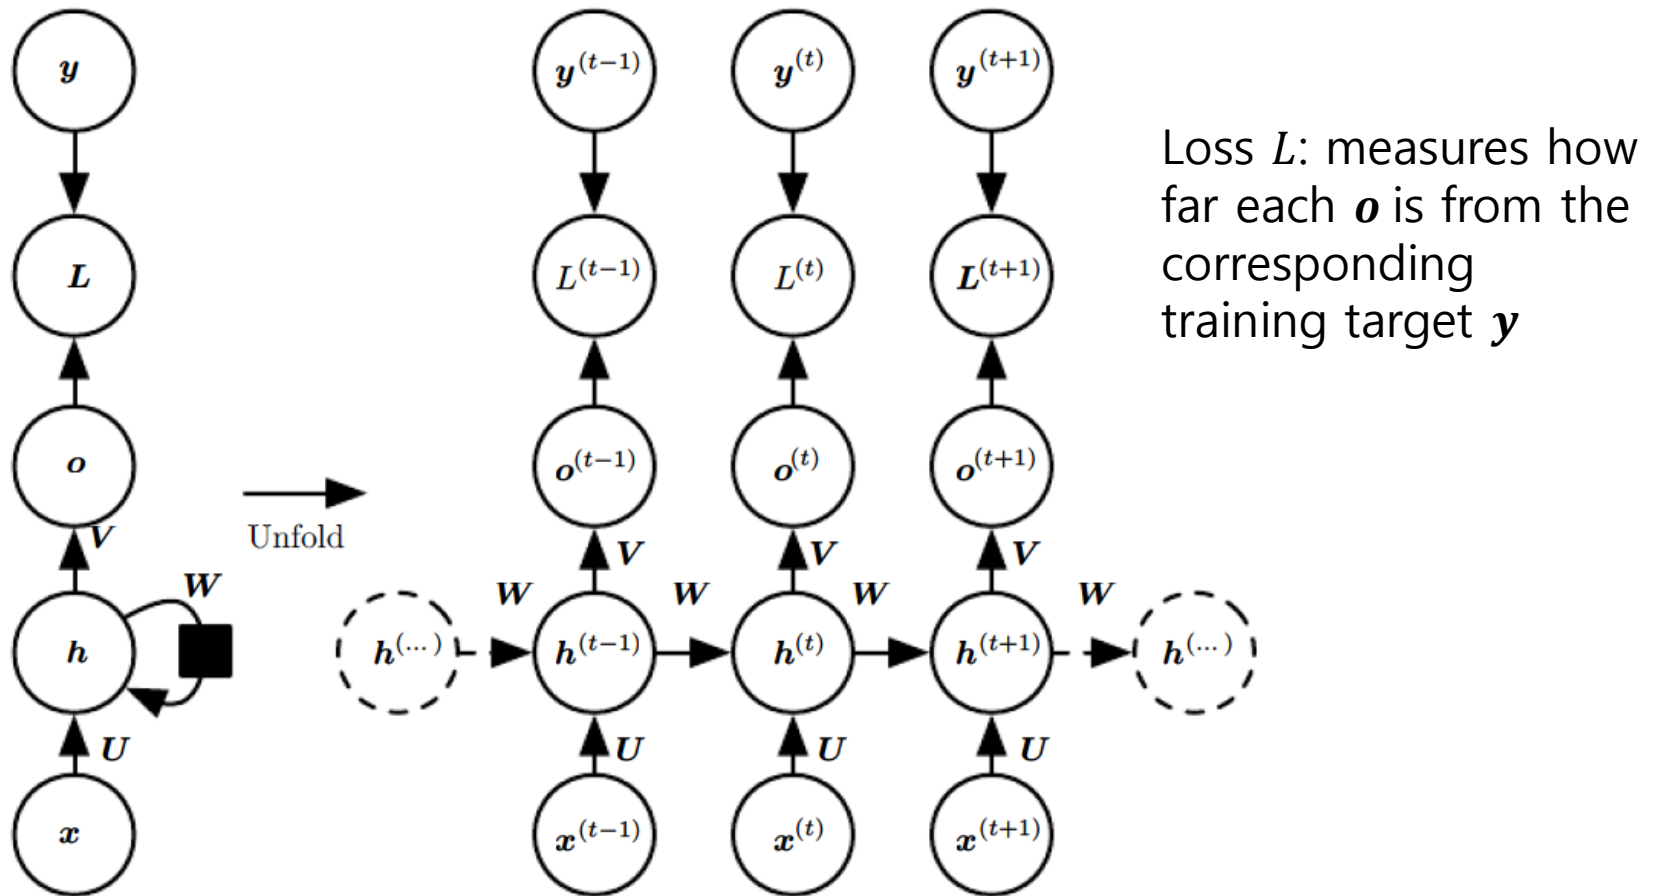 y y^(t−1) y^(t) y^(t+1)
Loss L: measures how
far each o is from the
corresponding
training target y
L L^(t−1) L^(t) L^(t+1)
o o^(t−1) o^(t) o^(t+1)
Unfold
V V V V
W W W W W
h h^(...) h^(t−1) h^(t) h^(t+1) h^(...)
U U U U
x x^(t−1) x^(t) x^(t+1)